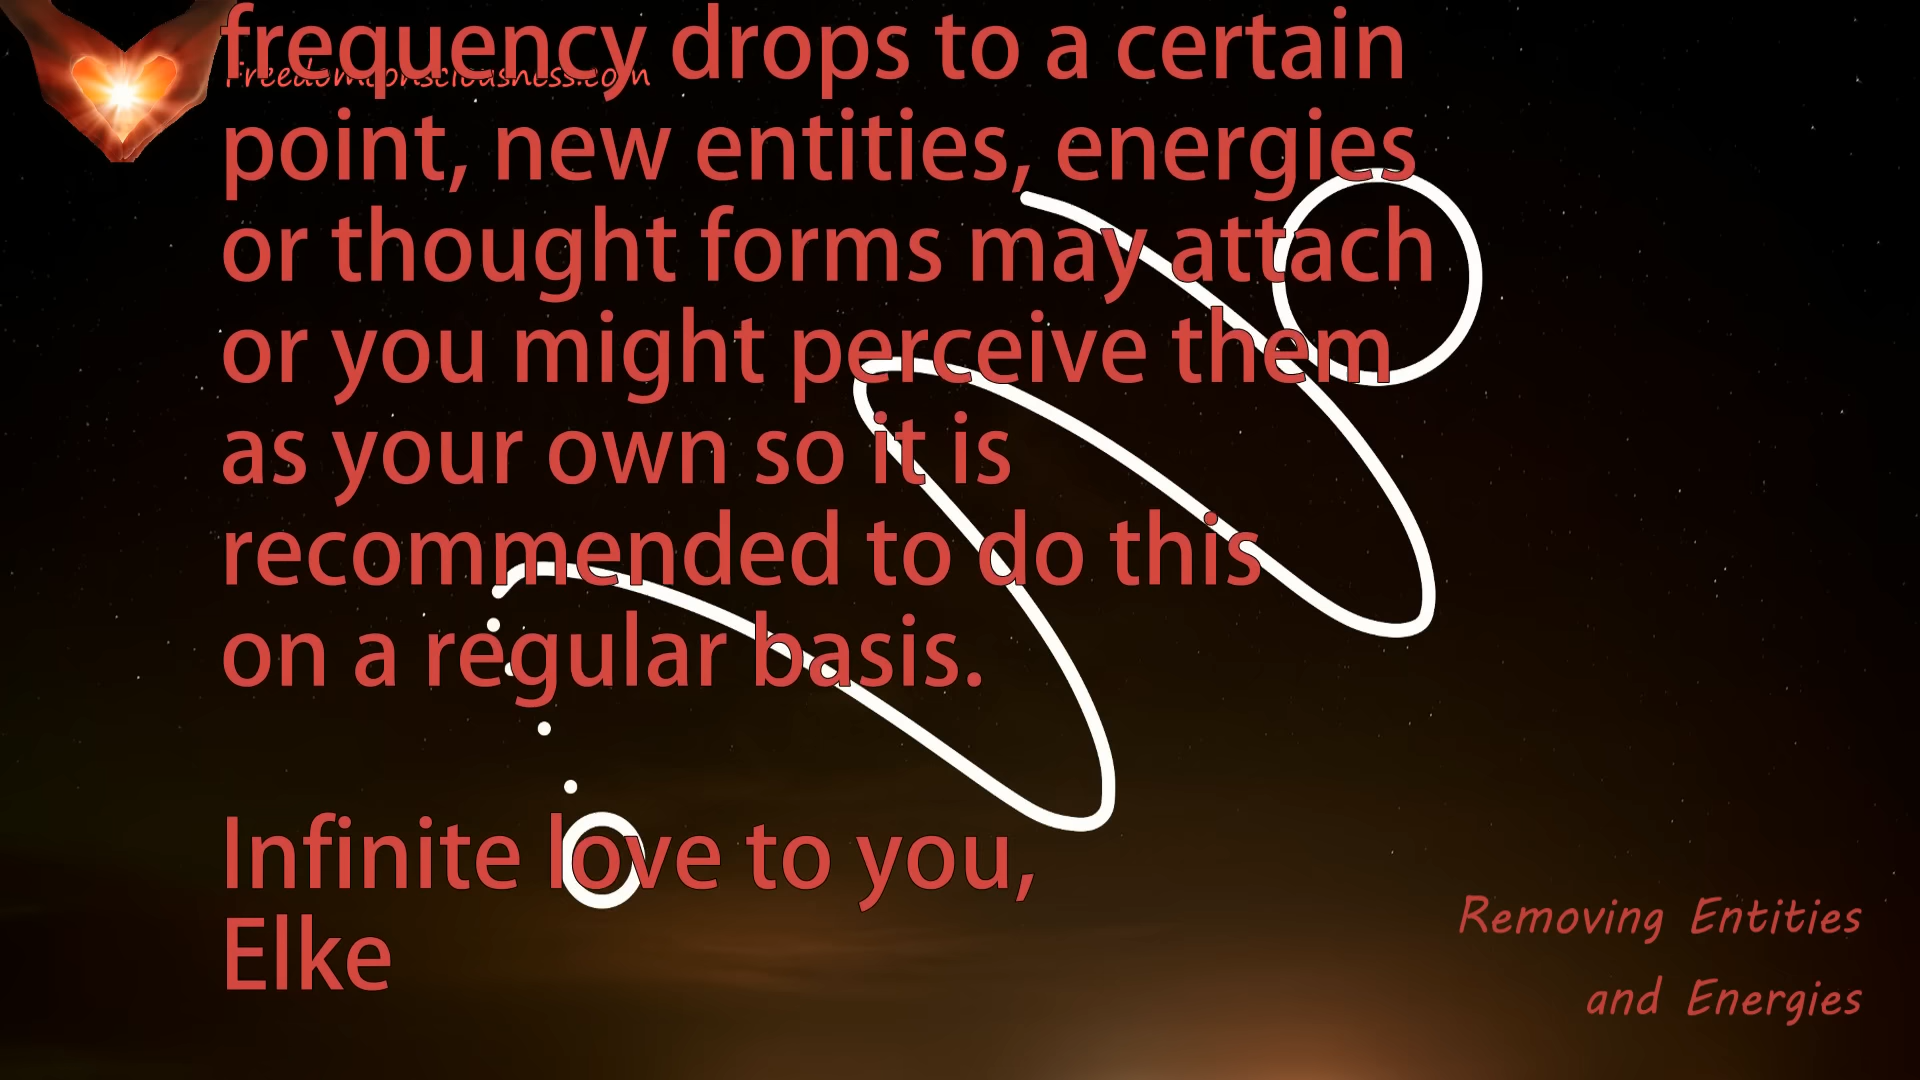 frequency drops to a certain
FreedomConsciousness.com
point, new entities, energies
or thought forms may attach
or you might perceive them
as your own so it is
recommended to do this
on a regular basis.
Infinite love to you,
Elke
Removing Entities
and Energies